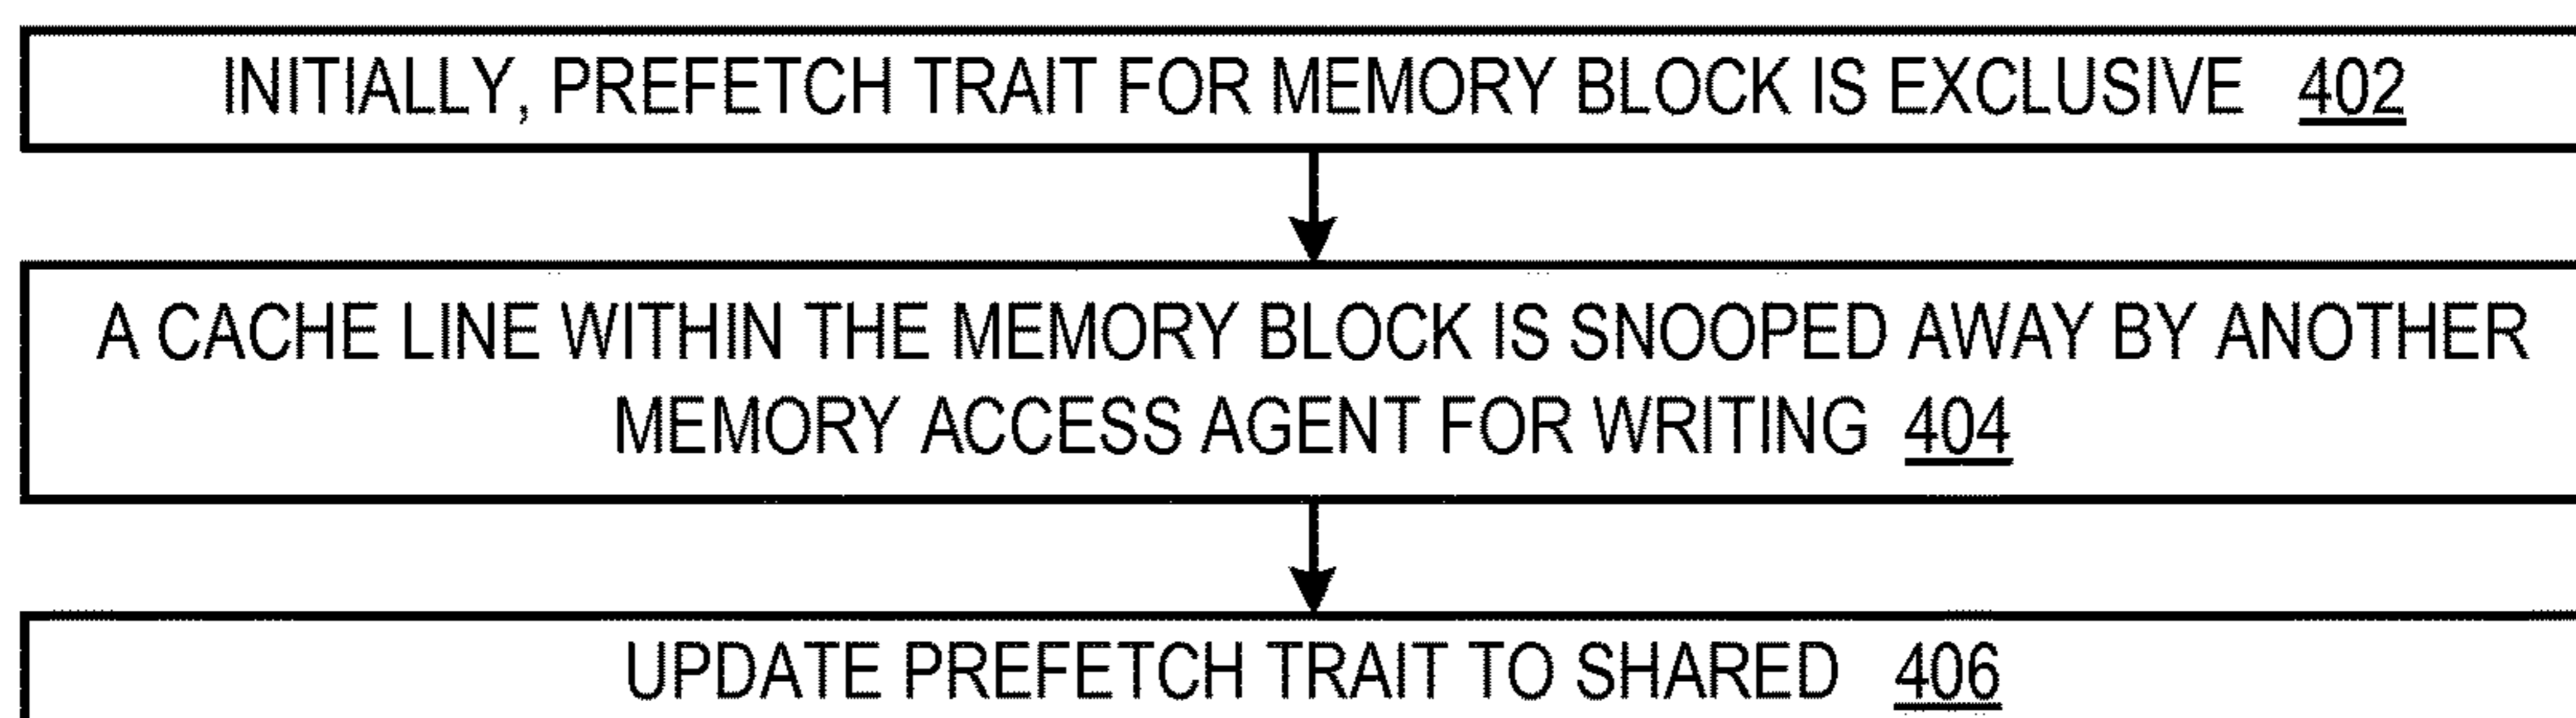 INITIALLY, PREFETCH TRAIT FOR MEMORY BLOCK IS EXCLUSIVE 402
A CACHE LINE WITHIN THE MEMORY BLOCK IS SNOOPED AWAY BY ANOTHER
MEMORY ACCESS AGENT FOR WRITING 404
UPDATE PREFETCH TRAIT TO SHARED 406